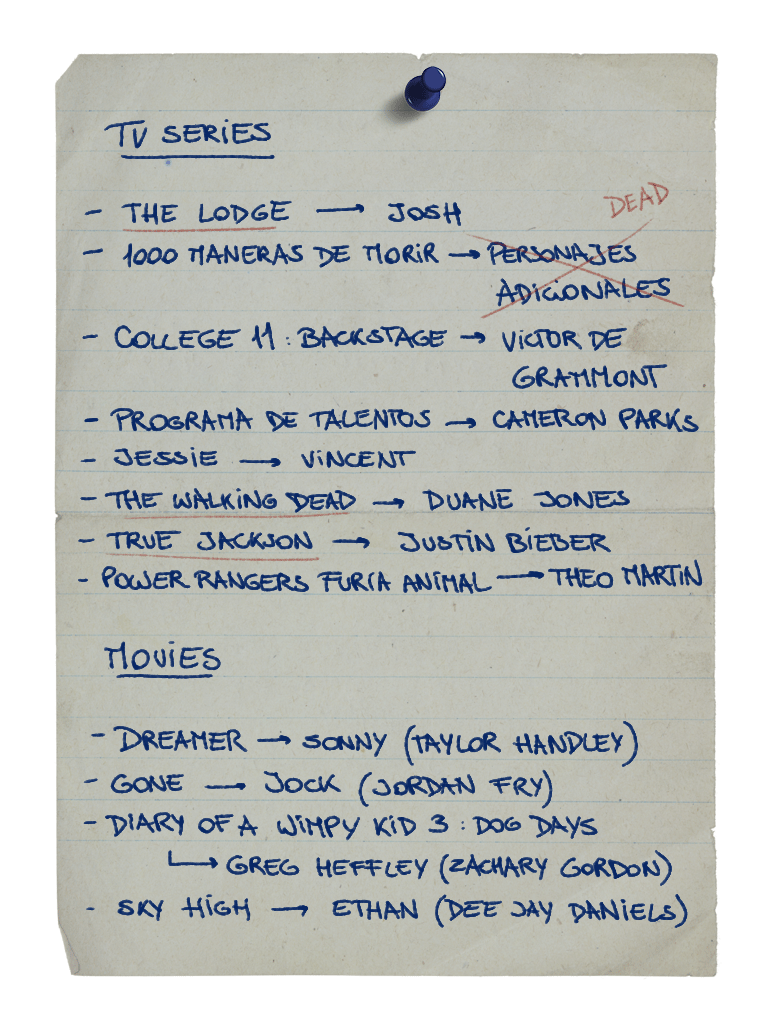 TV SERIES
- THE LODGE → JOSH
DEAD
- 1000 MANERAS DE MORIR → PERSONAJES
ADICIONALES
- COLLEGE 11 : BACKSTAGE → VICTOR DE
GRAMMONT
- PROGRAMA DE TALENTOS → CAMERON PARKS
- JESSIE → VINCENT
- THE WALKING DEAD → DUANE JONES
- TRUE JACKSON → JUSTIN BIEBER
- POWER RANGERS FURIA ANIMAL → THEO MARTIN
MOVIES
- DREAMER → SONNY (TAYLOR HANDLEY)
- GONE → JOCK (JORDAN FRY)
- DIARY OF A WIMPY KID 3 : DOG DAYS
↳ GREG HEFFLEY (ZACHARY GORDON)
- SKY HIGH → ETHAN (DEE JAY DANIELS)